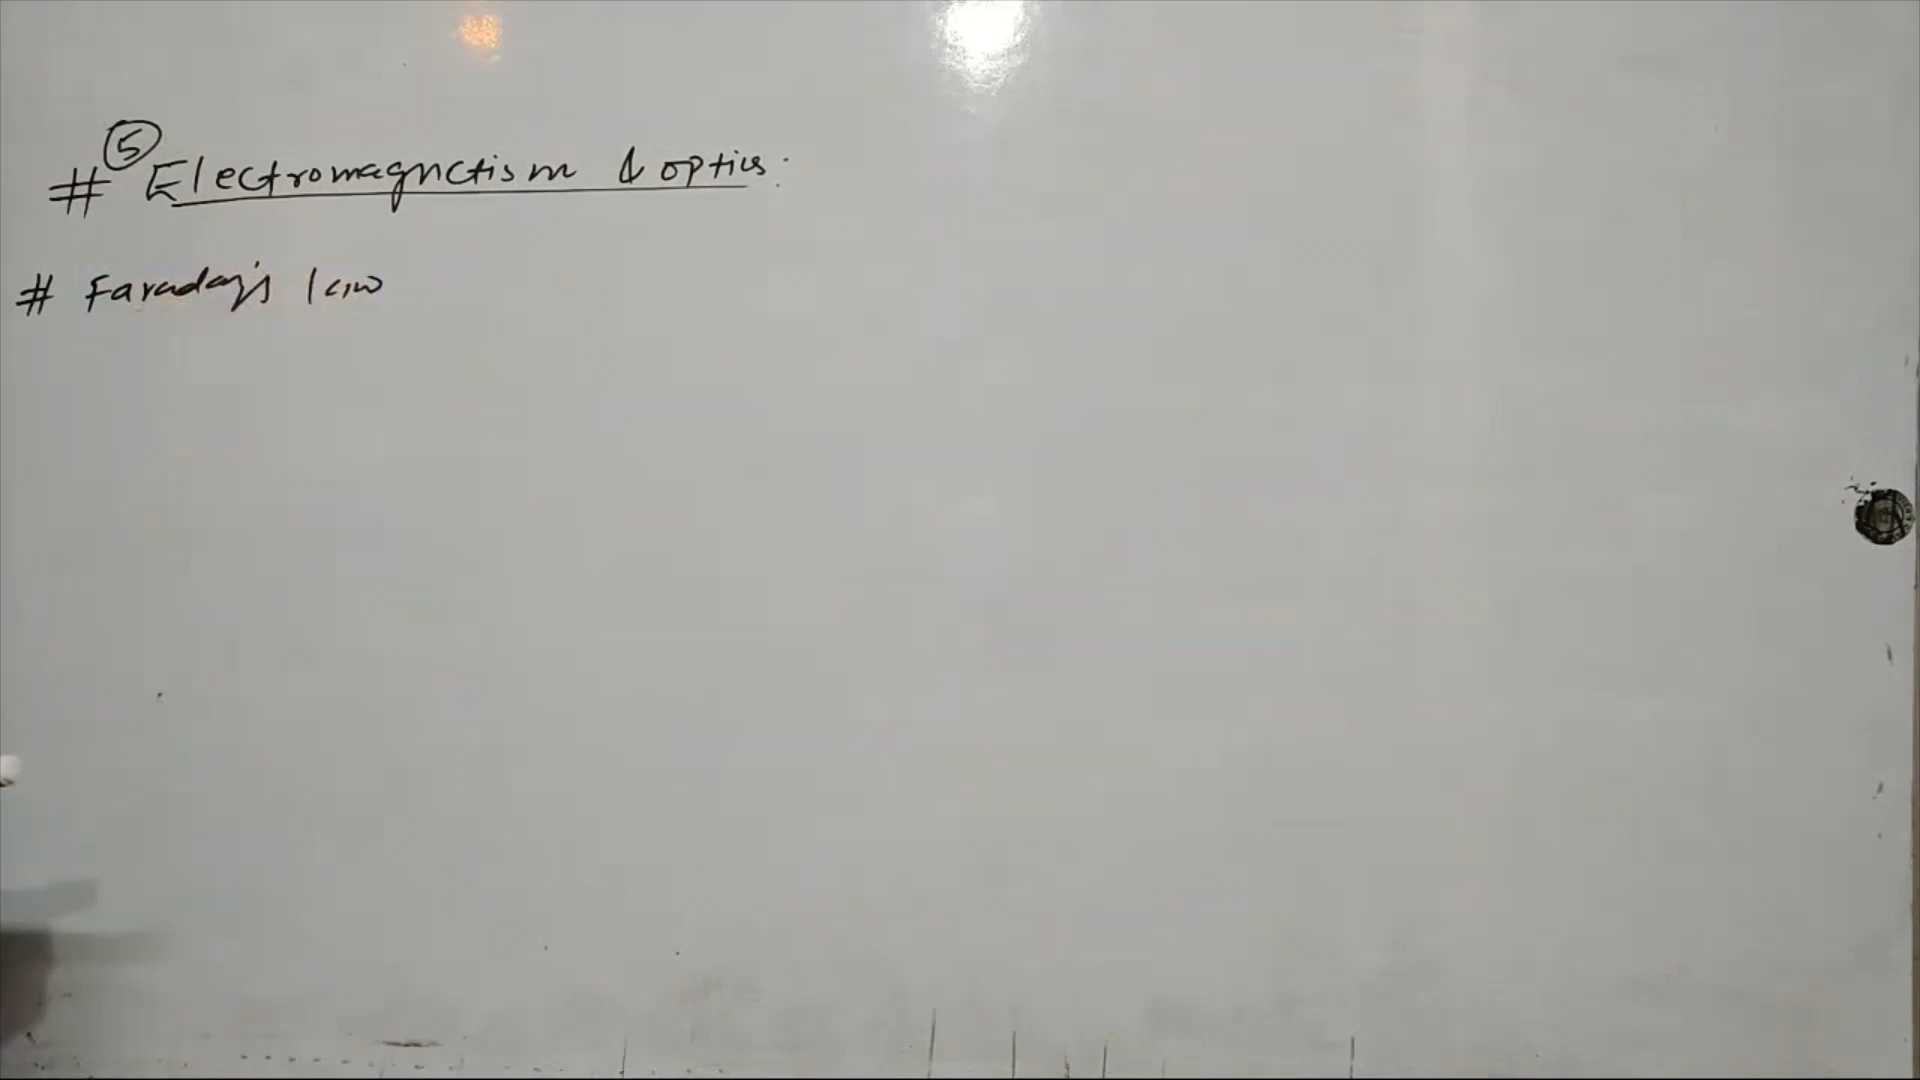 # ⑤ Electromagnetism & optics.
# Faraday's law